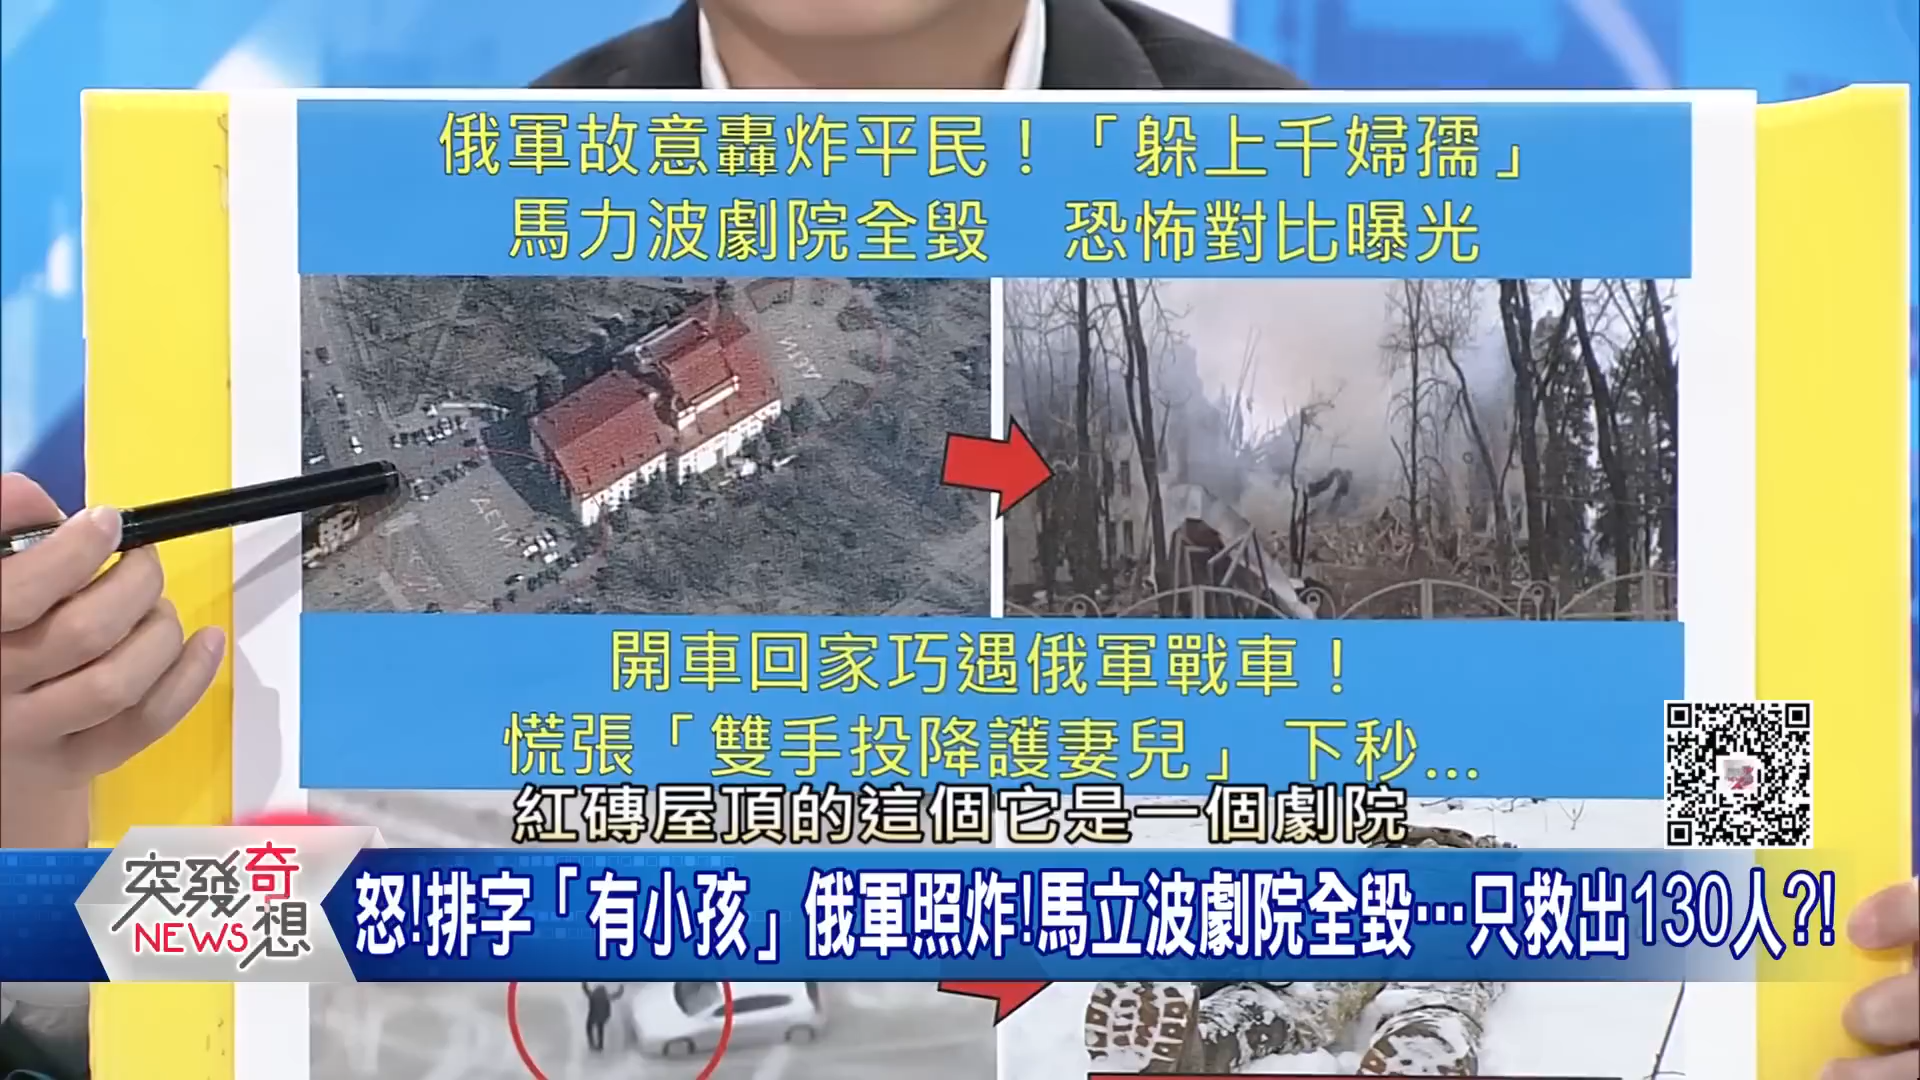 俄軍故意轟炸平民！「躲上千婦孺」
馬力波劇院全毀 恐怖對比曝光
ДЕТИ
ДЕТИ
開車回家巧遇俄軍戰車！
慌張「雙手投降護妻兒」下秒...
紅磚屋頂的這個它是一個劇院
突發奇想
NEWS
怒!排字「有小孩」俄軍照炸!馬立波劇院全毀…只救出130人?!